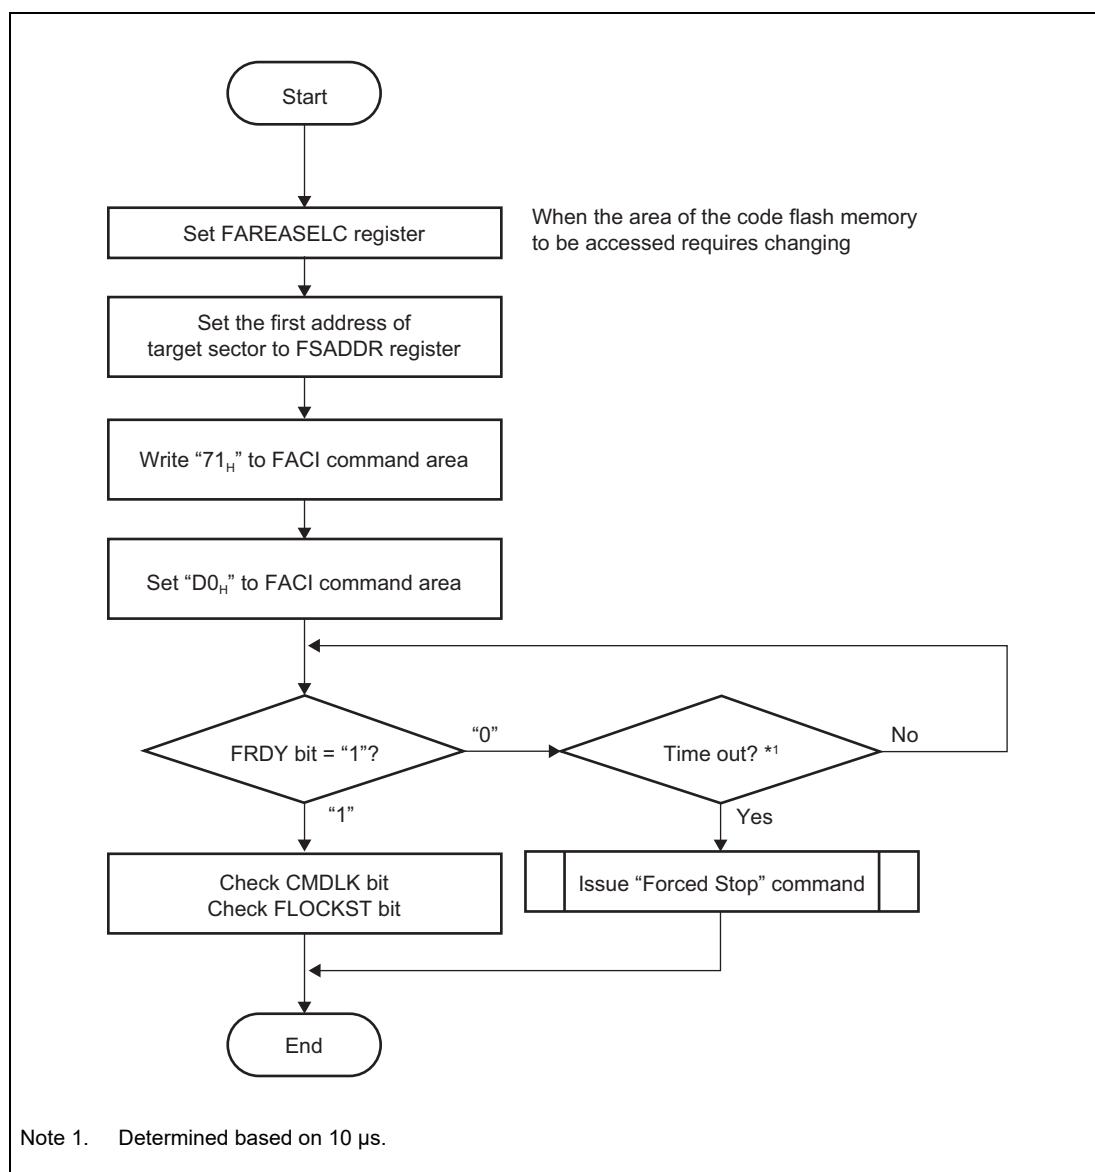 Start
Set FAREASELC register
When the area of the code flash memory
to be accessed requires changing
Set the first address of
target sector to FSADDR register
Write “71H” to FACI command area
Set “D0H” to FACI command area
FRDY bit = “1”?
“0”
Time out? *1
No
“1”
Yes
Check CMDLK bit
Check FLOCKST bit
Issue “Forced Stop” command
End
Note 1. Determined based on 10 µs.